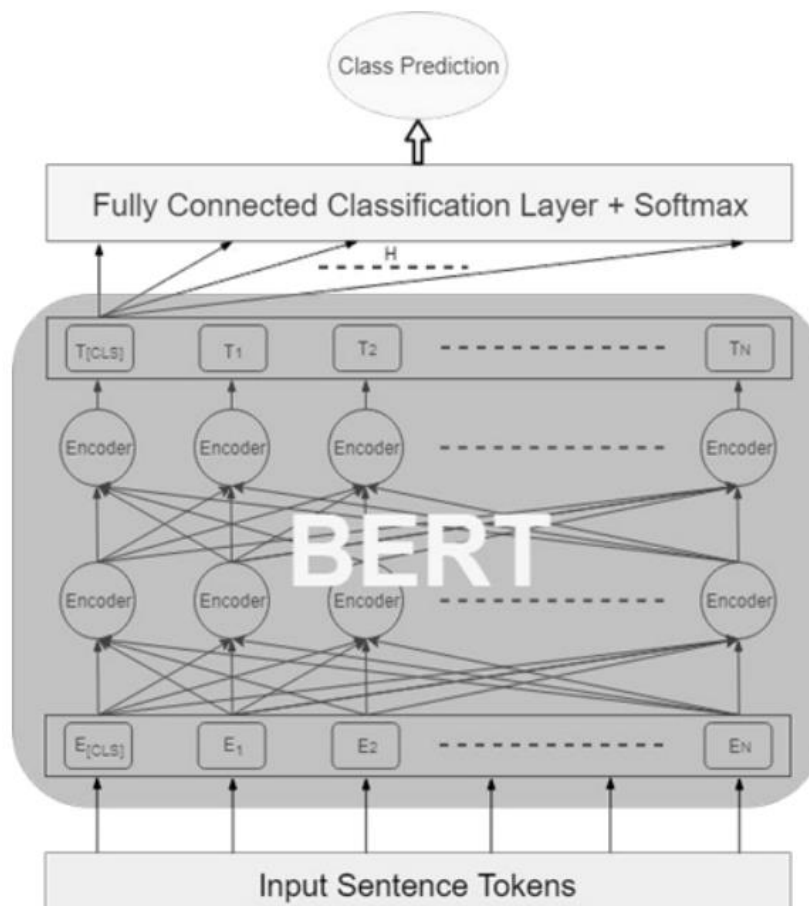 Class Prediction
Fully Connected Classification Layer + Softmax
H
T[CLS] T1 T2 TN
Encoder Encoder Encoder Encoder
BERT
Encoder Encoder Encoder Encoder
E[CLS] E1 E2 EN
Input Sentence Tokens